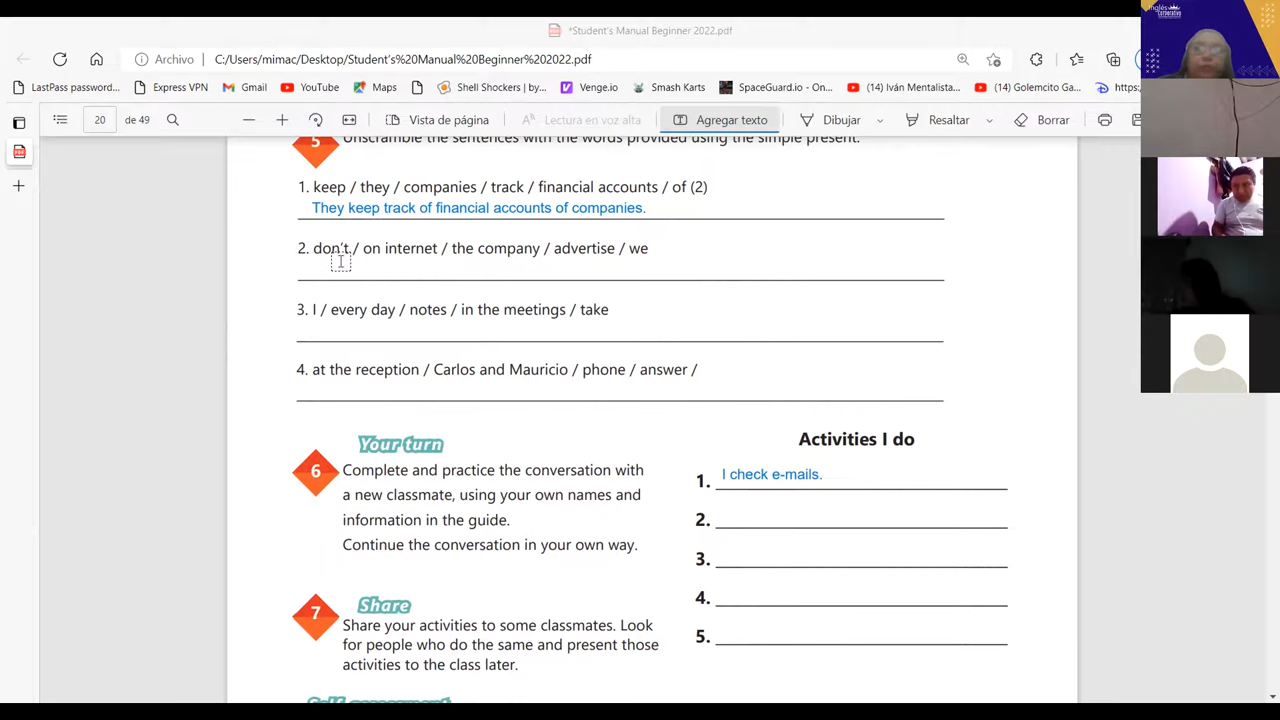 *Student's Manual Beginner 2022.pdf
Archivo C:/Users/mimac/Desktop/Student's%20Manual%20Beginner%202022.pdf
LastPass password... Express VPN Gmail YouTube Maps Shell Shockers | by... Venge.io Smash Karts SpaceGuard.io - On... (14) Iván Mentalista... (14) Golemcito Ga... https:/
20 de 49 Vista de página Lectura en voz alta Agregar texto Dibujar Resaltar Borrar
5 Unscramble the sentences with the words provided using the simple present.
1. keep / they / companies / track / financial accounts / of (2)
They keep track of financial accounts of companies.
2. don't / on internet / the company / advertise / we
3. I / every day / notes / in the meetings / take
4. at the reception / Carlos and Mauricio / phone / answer /
Your turn
6 Complete and practice the conversation with
a new classmate, using your own names and
information in the guide.
Continue the conversation in your own way.
Activities I do
1. I check e-mails.
2.
3.
4.
5.
Share
7 Share your activities to some classmates. Look
for people who do the same and present those
activities to the class later.
Self-assessment
Inglés
corporativo